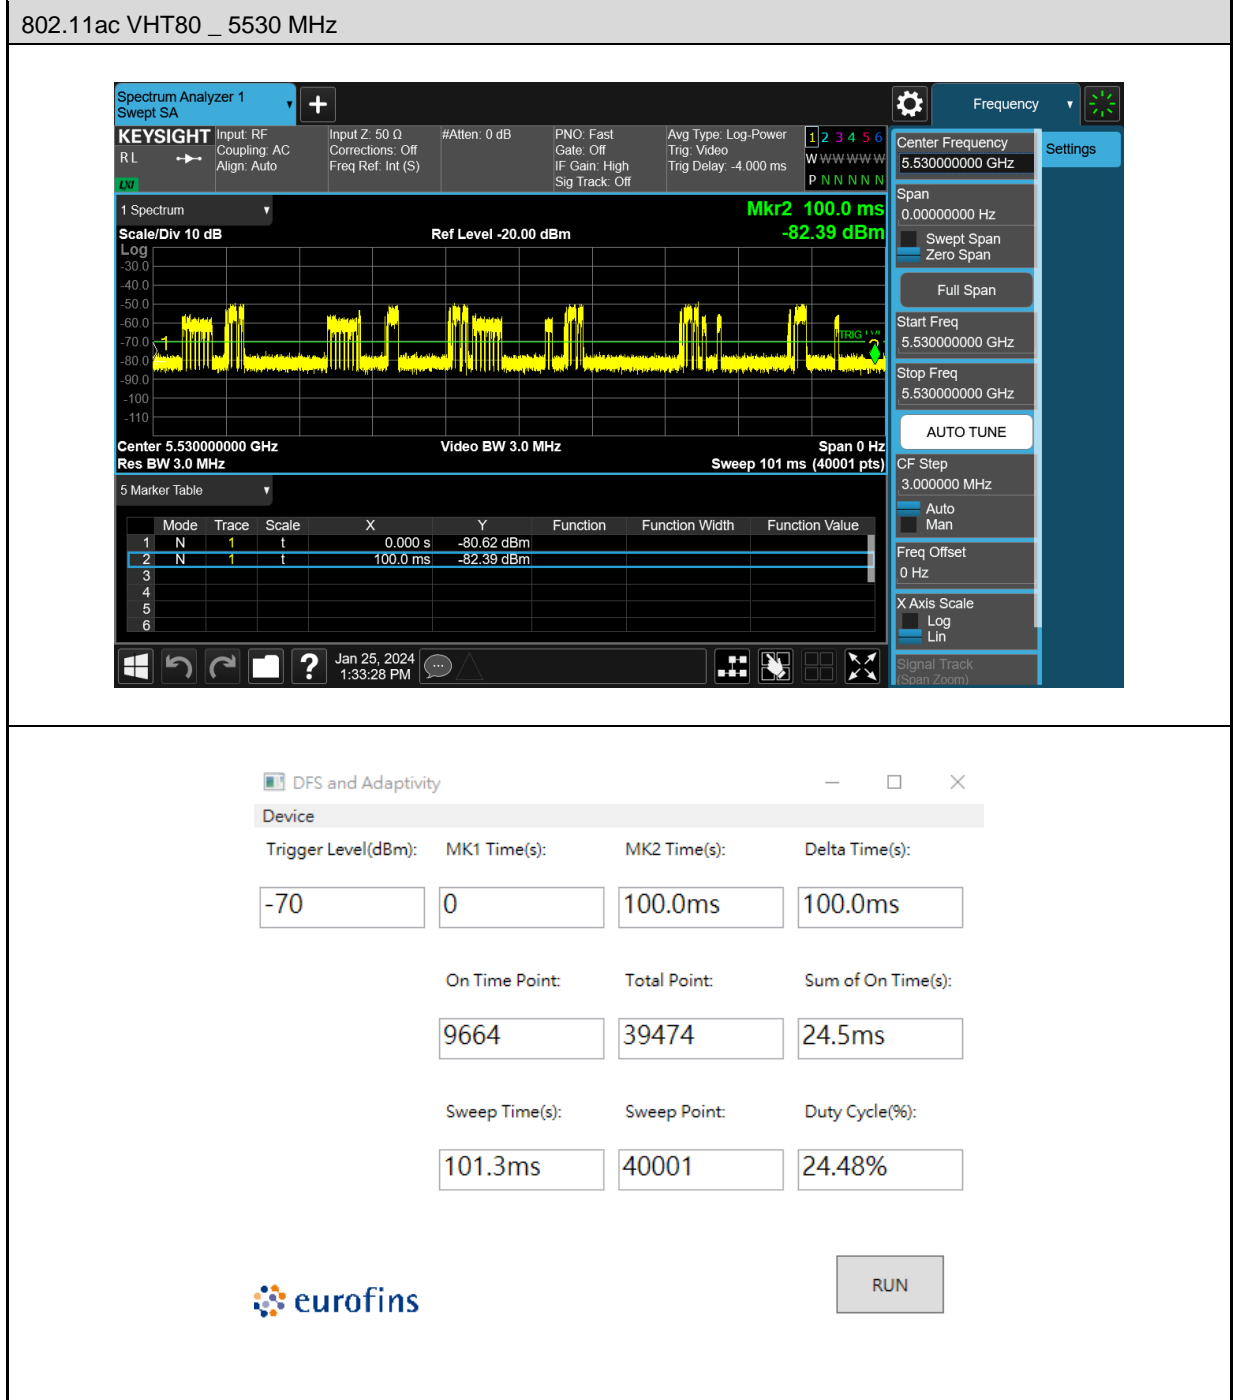 802.11ac VHT80 _ 5530 MHz
Spectrum Analyzer 1
Swept SA
Frequency
KEYSIGHT
R L
LXI
Input: RF
Coupling: AC
Align: Auto
Input Z: 50 Ω
Corrections: Off
Freq Ref: Int (S)
#Atten: 0 dB
PNO: Fast
Gate: Off
IF Gain: High
Sig Track: Off
Avg Type: Log-Power
Trig: Video
Trig Delay: -4.000 ms
1 2 3 4 5 6
W W W W W W
P N N N N N
Center Frequency
5.530000000 GHz
Settings
Span
0.00000000 Hz
Swept Span
Zero Span
Full Span
Start Freq
5.530000000 GHz
Stop Freq
5.530000000 GHz
AUTO TUNE
CF Step
3.000000 MHz
Auto
Man
Freq Offset
0 Hz
X Axis Scale
Log
Lin
Signal Track
(Span Zoom)
1 Spectrum
Mkr2 100.0 ms
Scale/Div 10 dB
Ref Level -20.00 dBm
-82.39 dBm
Log
-30.0
-40.0
-50.0
-60.0
-70.0
-80.0
-90.0
-100
-110
1
TRIG LVL
2
Center 5.530000000 GHz
Video BW 3.0 MHz
Span 0 Hz
Res BW 3.0 MHz
Sweep 101 ms (40001 pts)
5 Marker Table
Mode Trace Scale X Y Function Function Width Function Value
1 N 1 t 0.000 s -80.62 dBm
2 N 1 t 100.0 ms -82.39 dBm
3
4
5
6
Jan 25, 2024
1:33:28 PM
DFS and Adaptivity
Device
Trigger Level(dBm): MK1 Time(s): MK2 Time(s): Delta Time(s):
-70 0 100.0ms 100.0ms
On Time Point: Total Point: Sum of On Time(s):
9664 39474 24.5ms
Sweep Time(s): Sweep Point: Duty Cycle(%):
101.3ms 40001 24.48%
RUN
eurofins